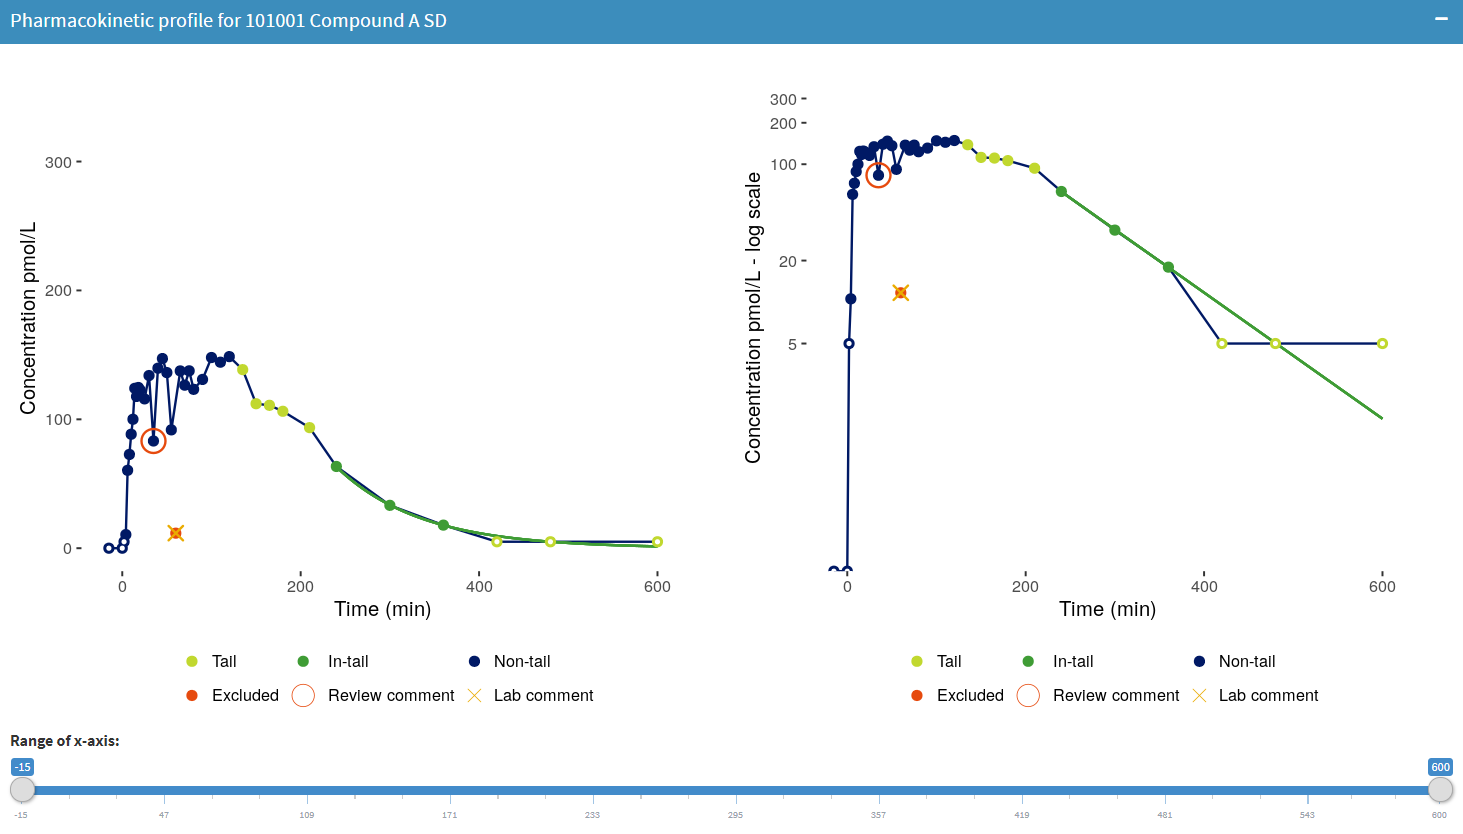 Pharmacokinetic profile for 101001 Compound A SD
300
200
100
0
Concentration pmol/L
0 200 400 600
Time (min)
Tail In-tail Non-tail
Excluded Review comment Lab comment
300
200
100
20
5
Concentration pmol/L - log scale
0 200 400 600
Time (min)
Tail In-tail Non-tail
Excluded Review comment Lab comment
Range of x-axis:
-15 600
-15 47 109 171 233 295 357 419 481 543 600